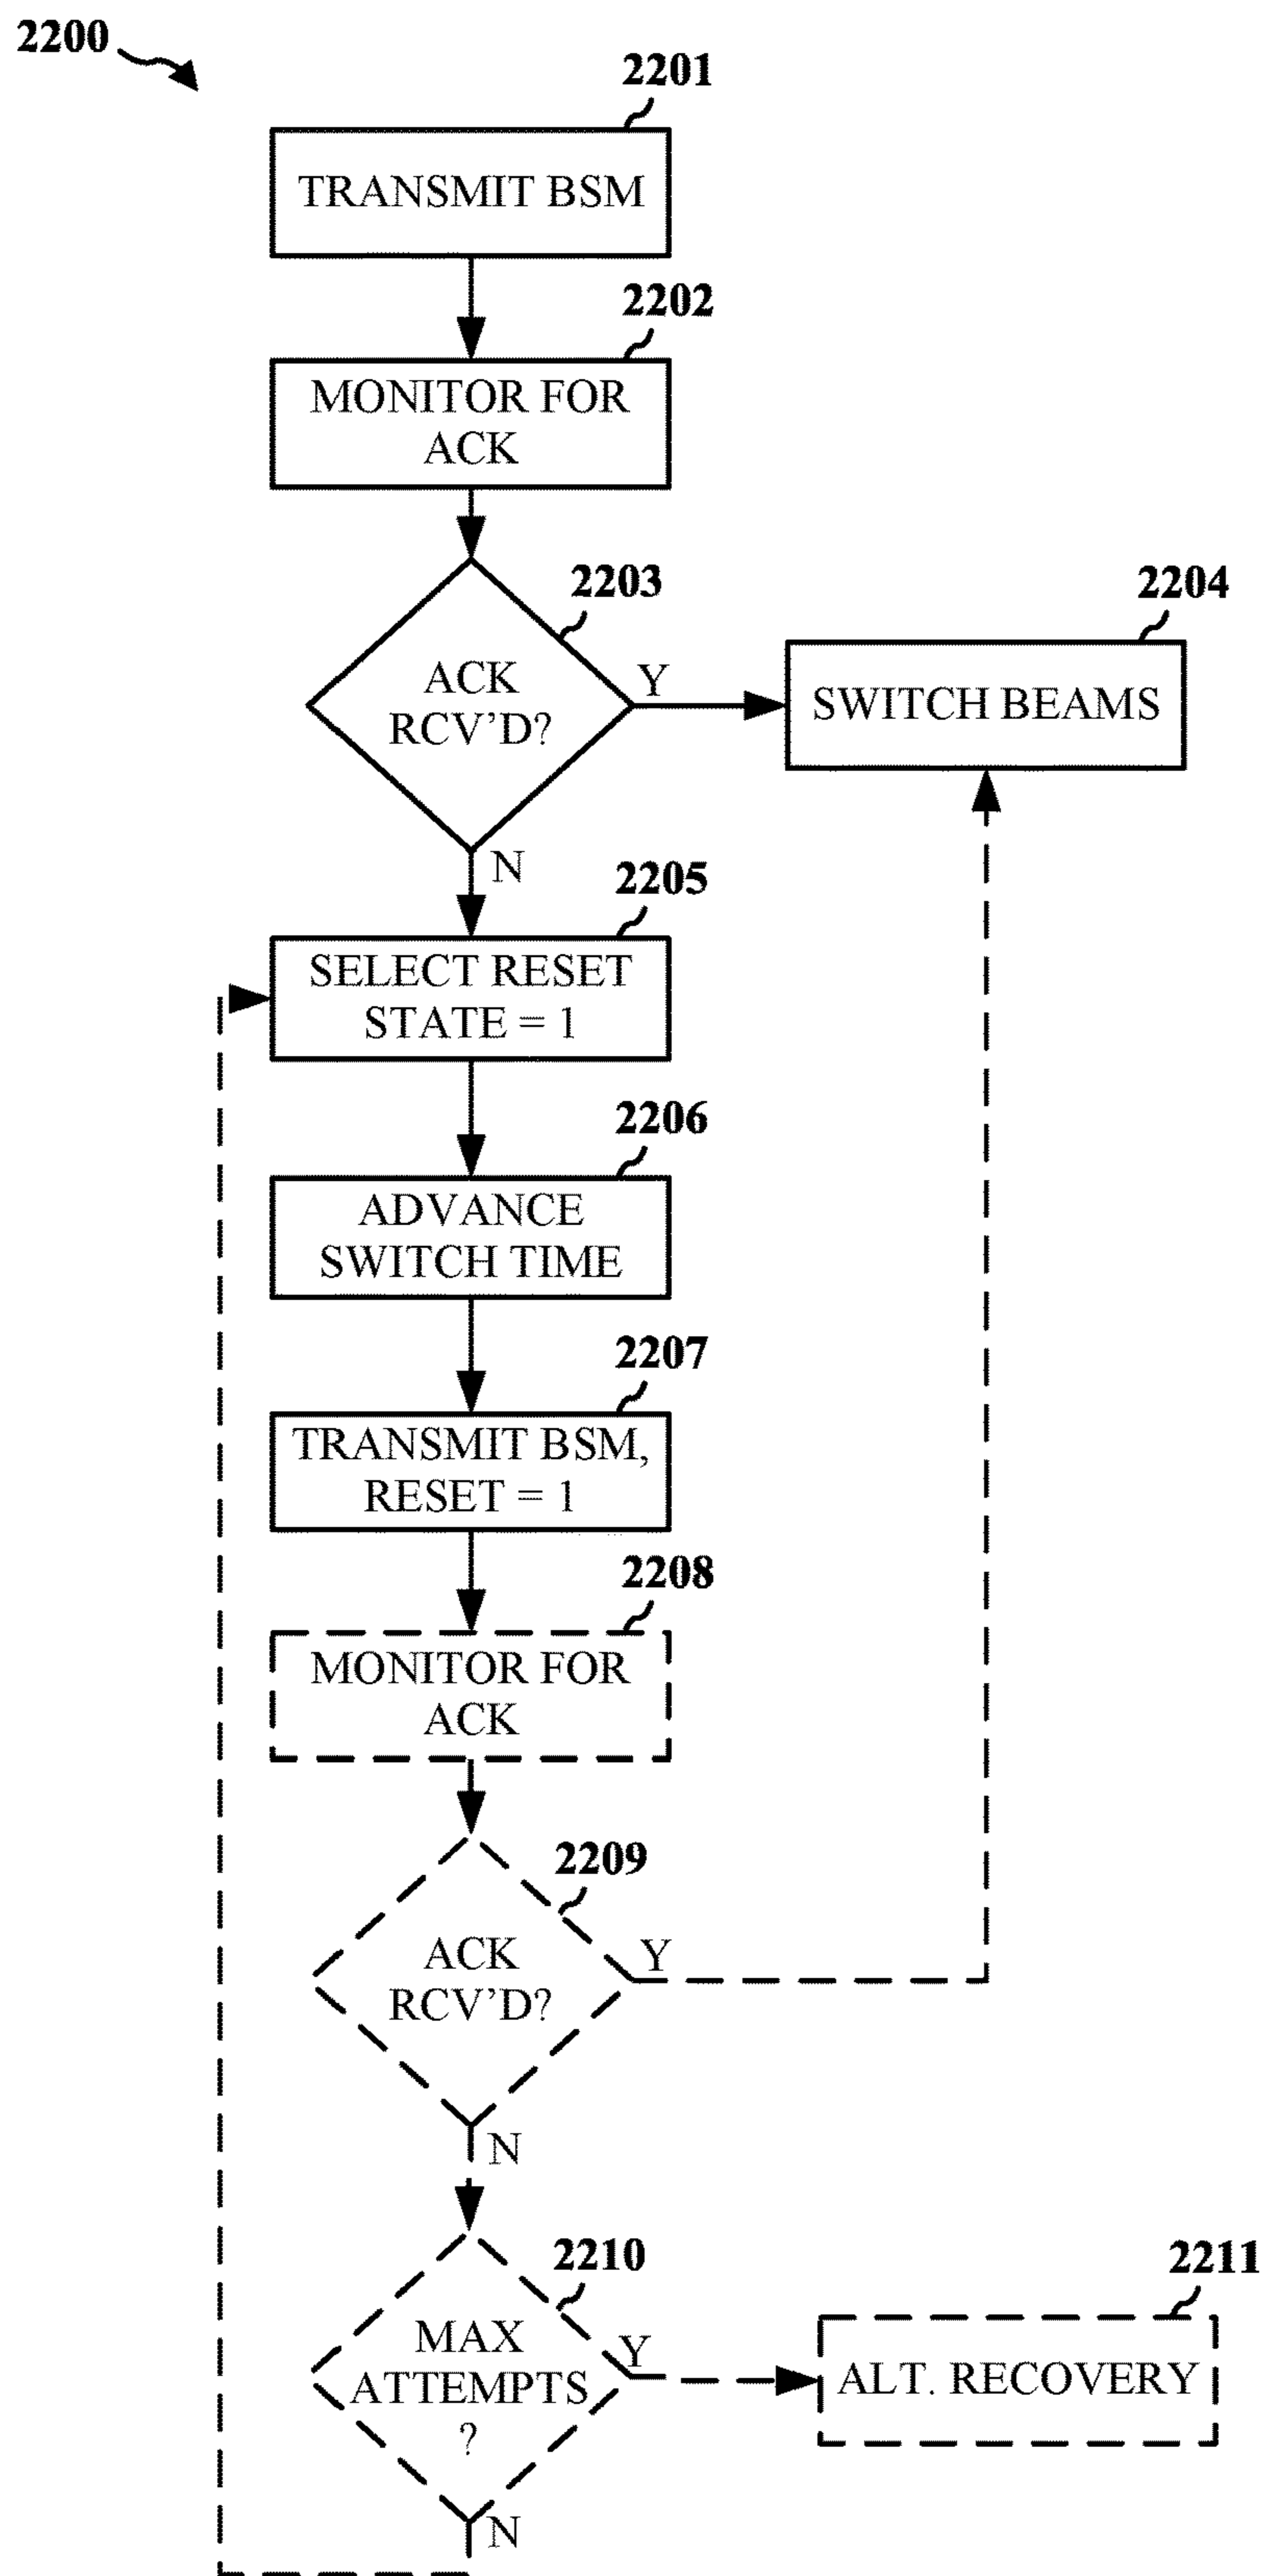 2200
2201
TRANSMIT BSM
2202
MONITOR FOR
ACK
2203
ACK
RCV'D?
Y
2204
SWITCH BEAMS
N
2205
SELECT RESET
STATE = 1
2206
ADVANCE
SWITCH TIME
2207
TRANSMIT BSM,
RESET = 1
2208
MONITOR FOR
ACK
2209
ACK
RCV'D?
Y
N
2210
MAX
ATTEMPTS
?
Y
2211
ALT. RECOVERY
N